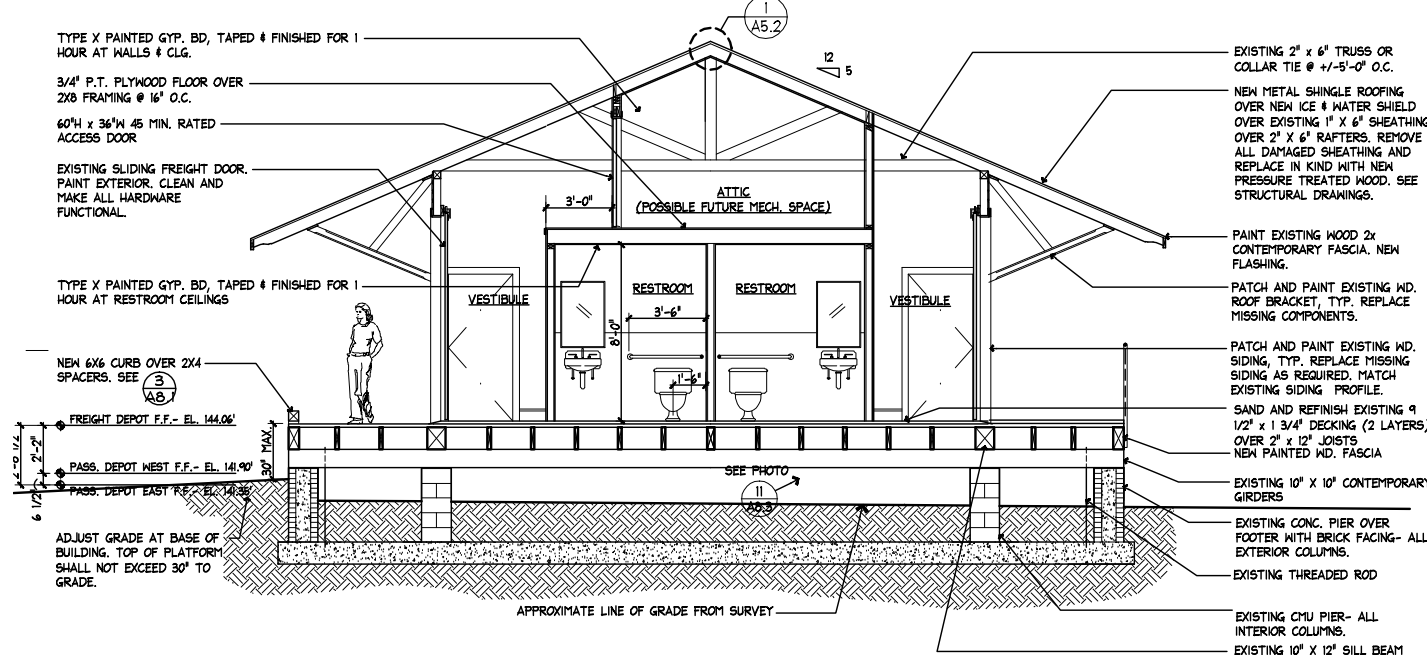 1
A5.2
TYPE X PAINTED GYP. BD, TAPED & FINISHED FOR 1
HOUR AT WALLS & CLG.
3/4" P.T. PLYWOOD FLOOR OVER
2X8 FRAMING @ 16" O.C.
60"H x 36"W 45 MIN. RATED
ACCESS DOOR
EXISTING SLIDING FREIGHT DOOR.
PAINT EXTERIOR. CLEAN AND
MAKE ALL HARDWARE
FUNCTIONAL.
TYPE X PAINTED GYP. BD, TAPED & FINISHED FOR 1
HOUR AT RESTROOM CEILINGS
NEW 6X6 CURB OVER 2X4
SPACERS. SEE
3
A8.1
FREIGHT DEPOT F.F.- EL. 144.06'
PASS. DEPOT WEST F.F.- EL. 141.90'
PASS. DEPOT EAST F.F.- EL. 141.35'
2'-8 1/2"
2'-2"
6 1/2"
30" MAX.
ADJUST GRADE AT BASE OF
BUILDING. TOP OF PLATFORM
SHALL NOT EXCEED 30" TO
GRADE.
12
5
ATTIC
(POSSIBLE FUTURE MECH. SPACE)
3'-0"
VESTIBULE
RESTROOM
RESTROOM
VESTIBULE
3'-6"
8'-0"
1'-6"
SEE PHOTO
11
A8.3
APPROXIMATE LINE OF GRADE FROM SURVEY
EXISTING 2" x 6" TRUSS OR
COLLAR TIE @ +/-5'-0" O.C.
NEW METAL SHINGLE ROOFING
OVER NEW ICE & WATER SHIELD
OVER EXISTING 1" X 6" SHEATHING
OVER 2" X 6" RAFTERS. REMOVE
ALL DAMAGED SHEATHING AND
REPLACE IN KIND WITH NEW
PRESSURE TREATED WOOD. SEE
STRUCTURAL DRAWINGS.
PAINT EXISTING WOOD 2x
CONTEMPORARY FASCIA. NEW
FLASHING.
PATCH AND PAINT EXISTING WD.
ROOF BRACKET, TYP. REPLACE
MISSING COMPONENTS.
PATCH AND PAINT EXISTING WD.
SIDING, TYP. REPLACE MISSING
SIDING AS REQUIRED. MATCH
EXISTING SIDING PROFILE.
SAND AND REFINISH EXISTING 9
1/2" x 1 3/4" DECKING (2 LAYERS)
OVER 2" x 12" JOISTS
NEW PAINTED WD. FASCIA
EXISTING 10" X 10" CONTEMPORARY
GIRDERS
EXISTING CONC. PIER OVER
FOOTER WITH BRICK FACING- ALL
EXTERIOR COLUMNS.
EXISTING THREADED ROD
EXISTING CMU PIER- ALL
INTERIOR COLUMNS.
EXISTING 10" X 12" SILL BEAM